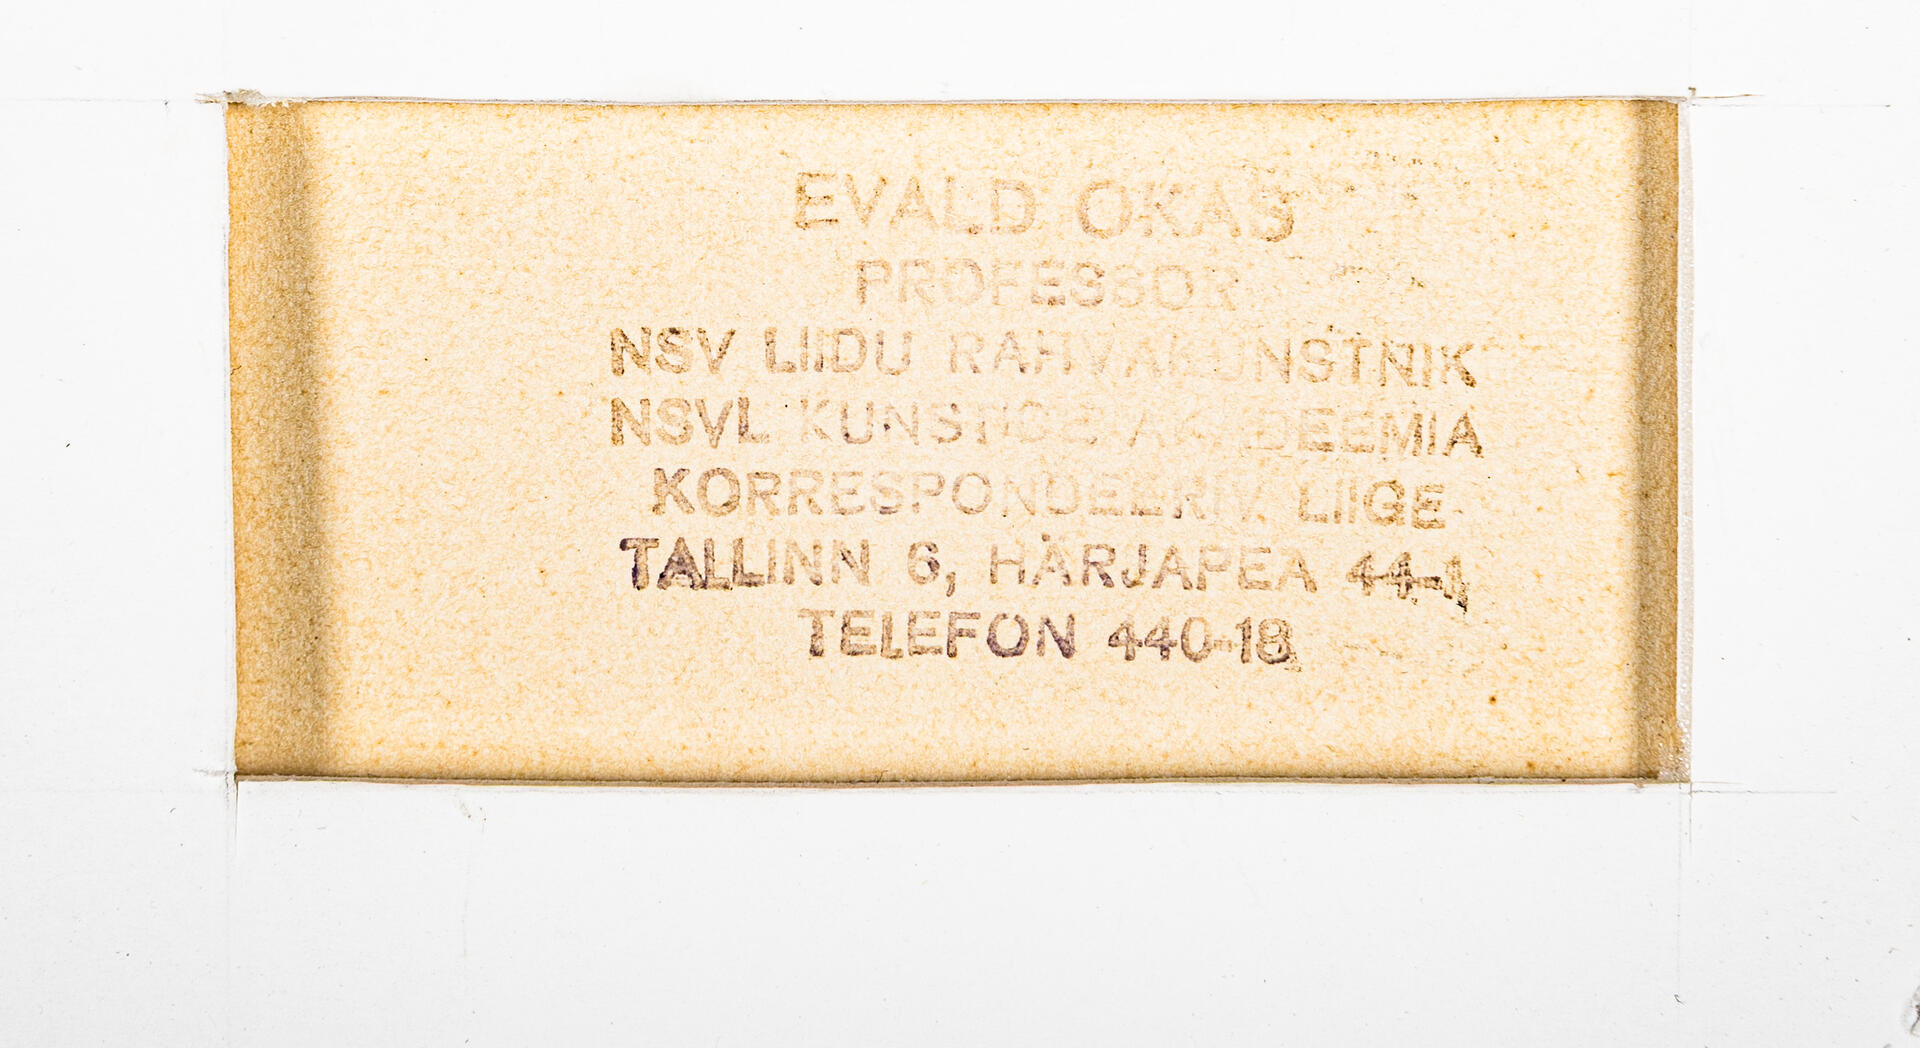 EVALD OKAS
PROFESSOR
NSV LIIDU RAHVAKUNSTNIK
NSVL KUNSTIDE AKADEEMIA
KORRESPONDEERIV LIIGE
TALLINN 6, HÄRJAPEA 44-1
TELEFON 440-18